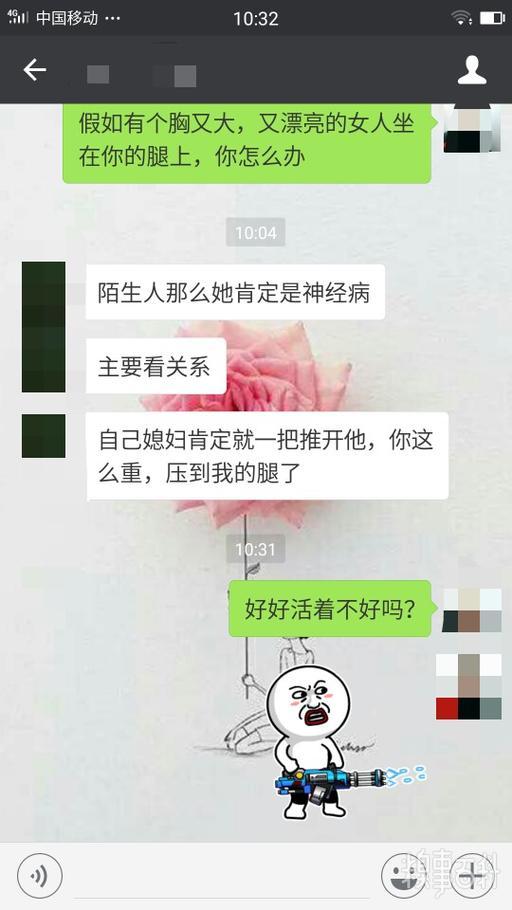 4G 中国移动 ··· 10:32
假如有个胸又大，又漂亮的女人坐
在你的腿上，你怎么办
10:04
陌生人那么她肯定是神经病
主要看关系
自己媳妇肯定就一把推开他，你这
么重，压到我的腿了
10:31
好好活着不好吗？